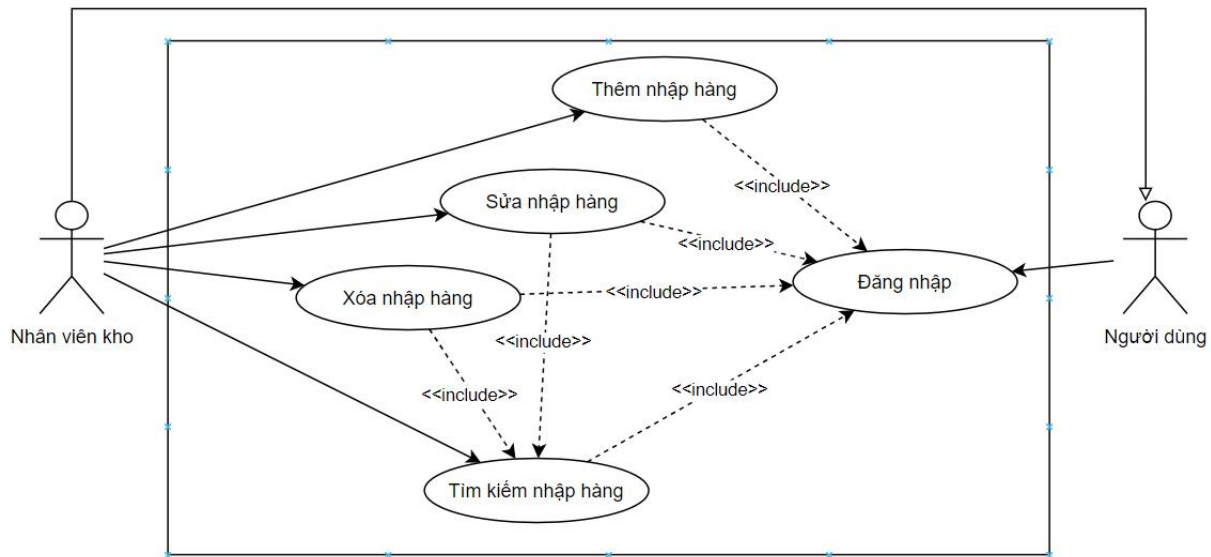 Thêm nhập hàng
<<include>>
Sửa nhập hàng
<<include>>
Đăng nhập
Xóa nhập hàng
<<include>>
Nhân viên kho
Người dùng
<<include>>
<<include>>
<<include>>
Tìm kiếm nhập hàng